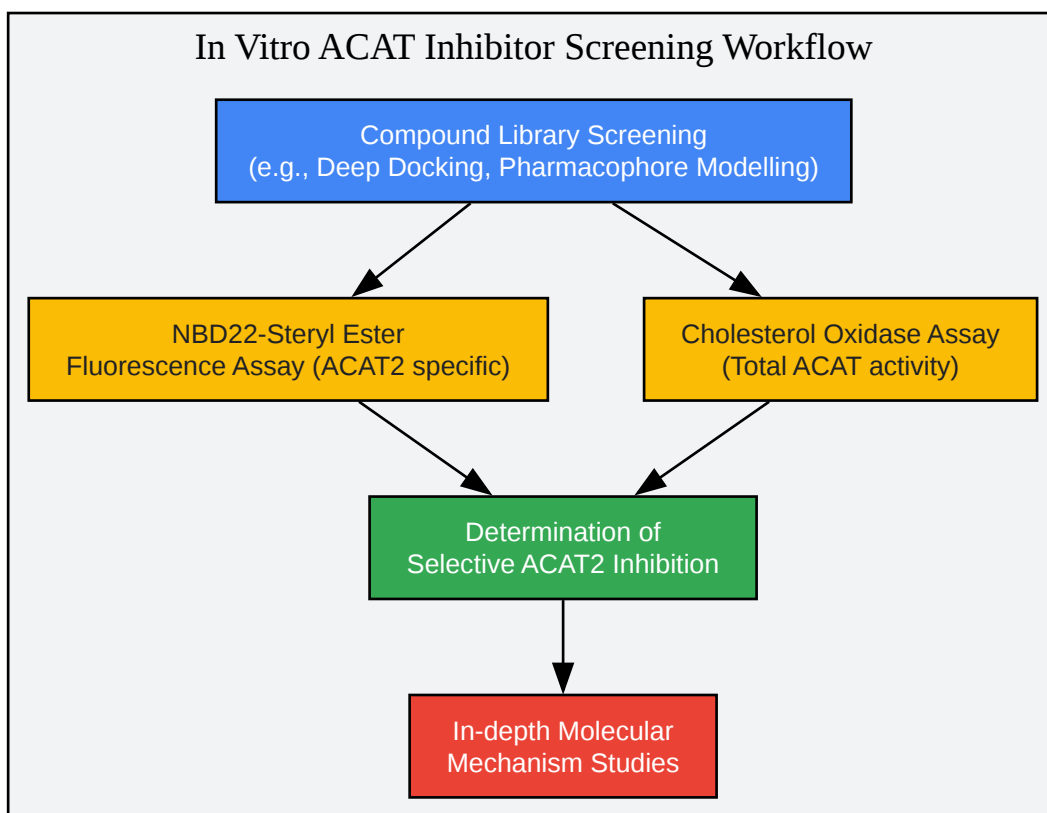 In Vitro ACAT Inhibitor Screening Workflow
Compound Library Screening
(e.g., Deep Docking, Pharmacophore Modelling)
NBD22-Steryl Ester
Fluorescence Assay (ACAT2 specific)
Cholesterol Oxidase Assay
(Total ACAT activity)
Determination of
Selective ACAT2 Inhibition
In-depth Molecular
Mechanism Studies